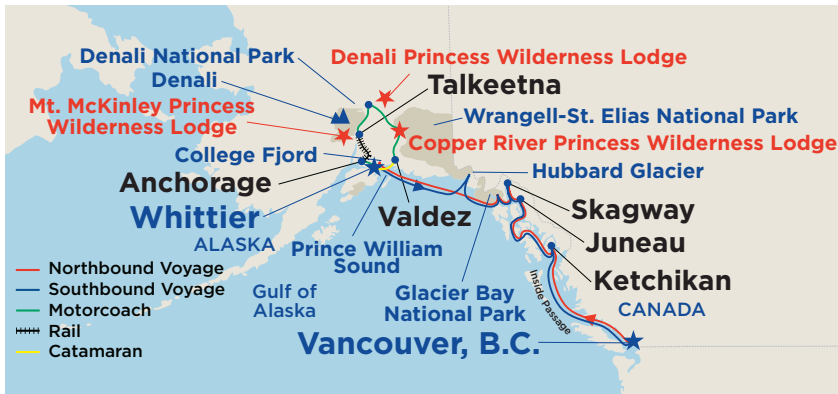 Denali National Park
Denali Princess Wilderness Lodge
Denali
Talkeetna
Mt. McKinley Princess
Wilderness Lodge
Wrangell-St. Elias National Park
Copper River Princess Wilderness Lodge
College Fjord
Hubbard Glacier
Anchorage
Skagway
Whittier
Valdez
Juneau
ALASKA
Prince William
Sound
Ketchikan
Northbound Voyage
Southbound Voyage
Motorcoach
Rail
Catamaran
Gulf of
Alaska
Glacier Bay
National Park
Inside Passage
CANADA
Vancouver, B.C.